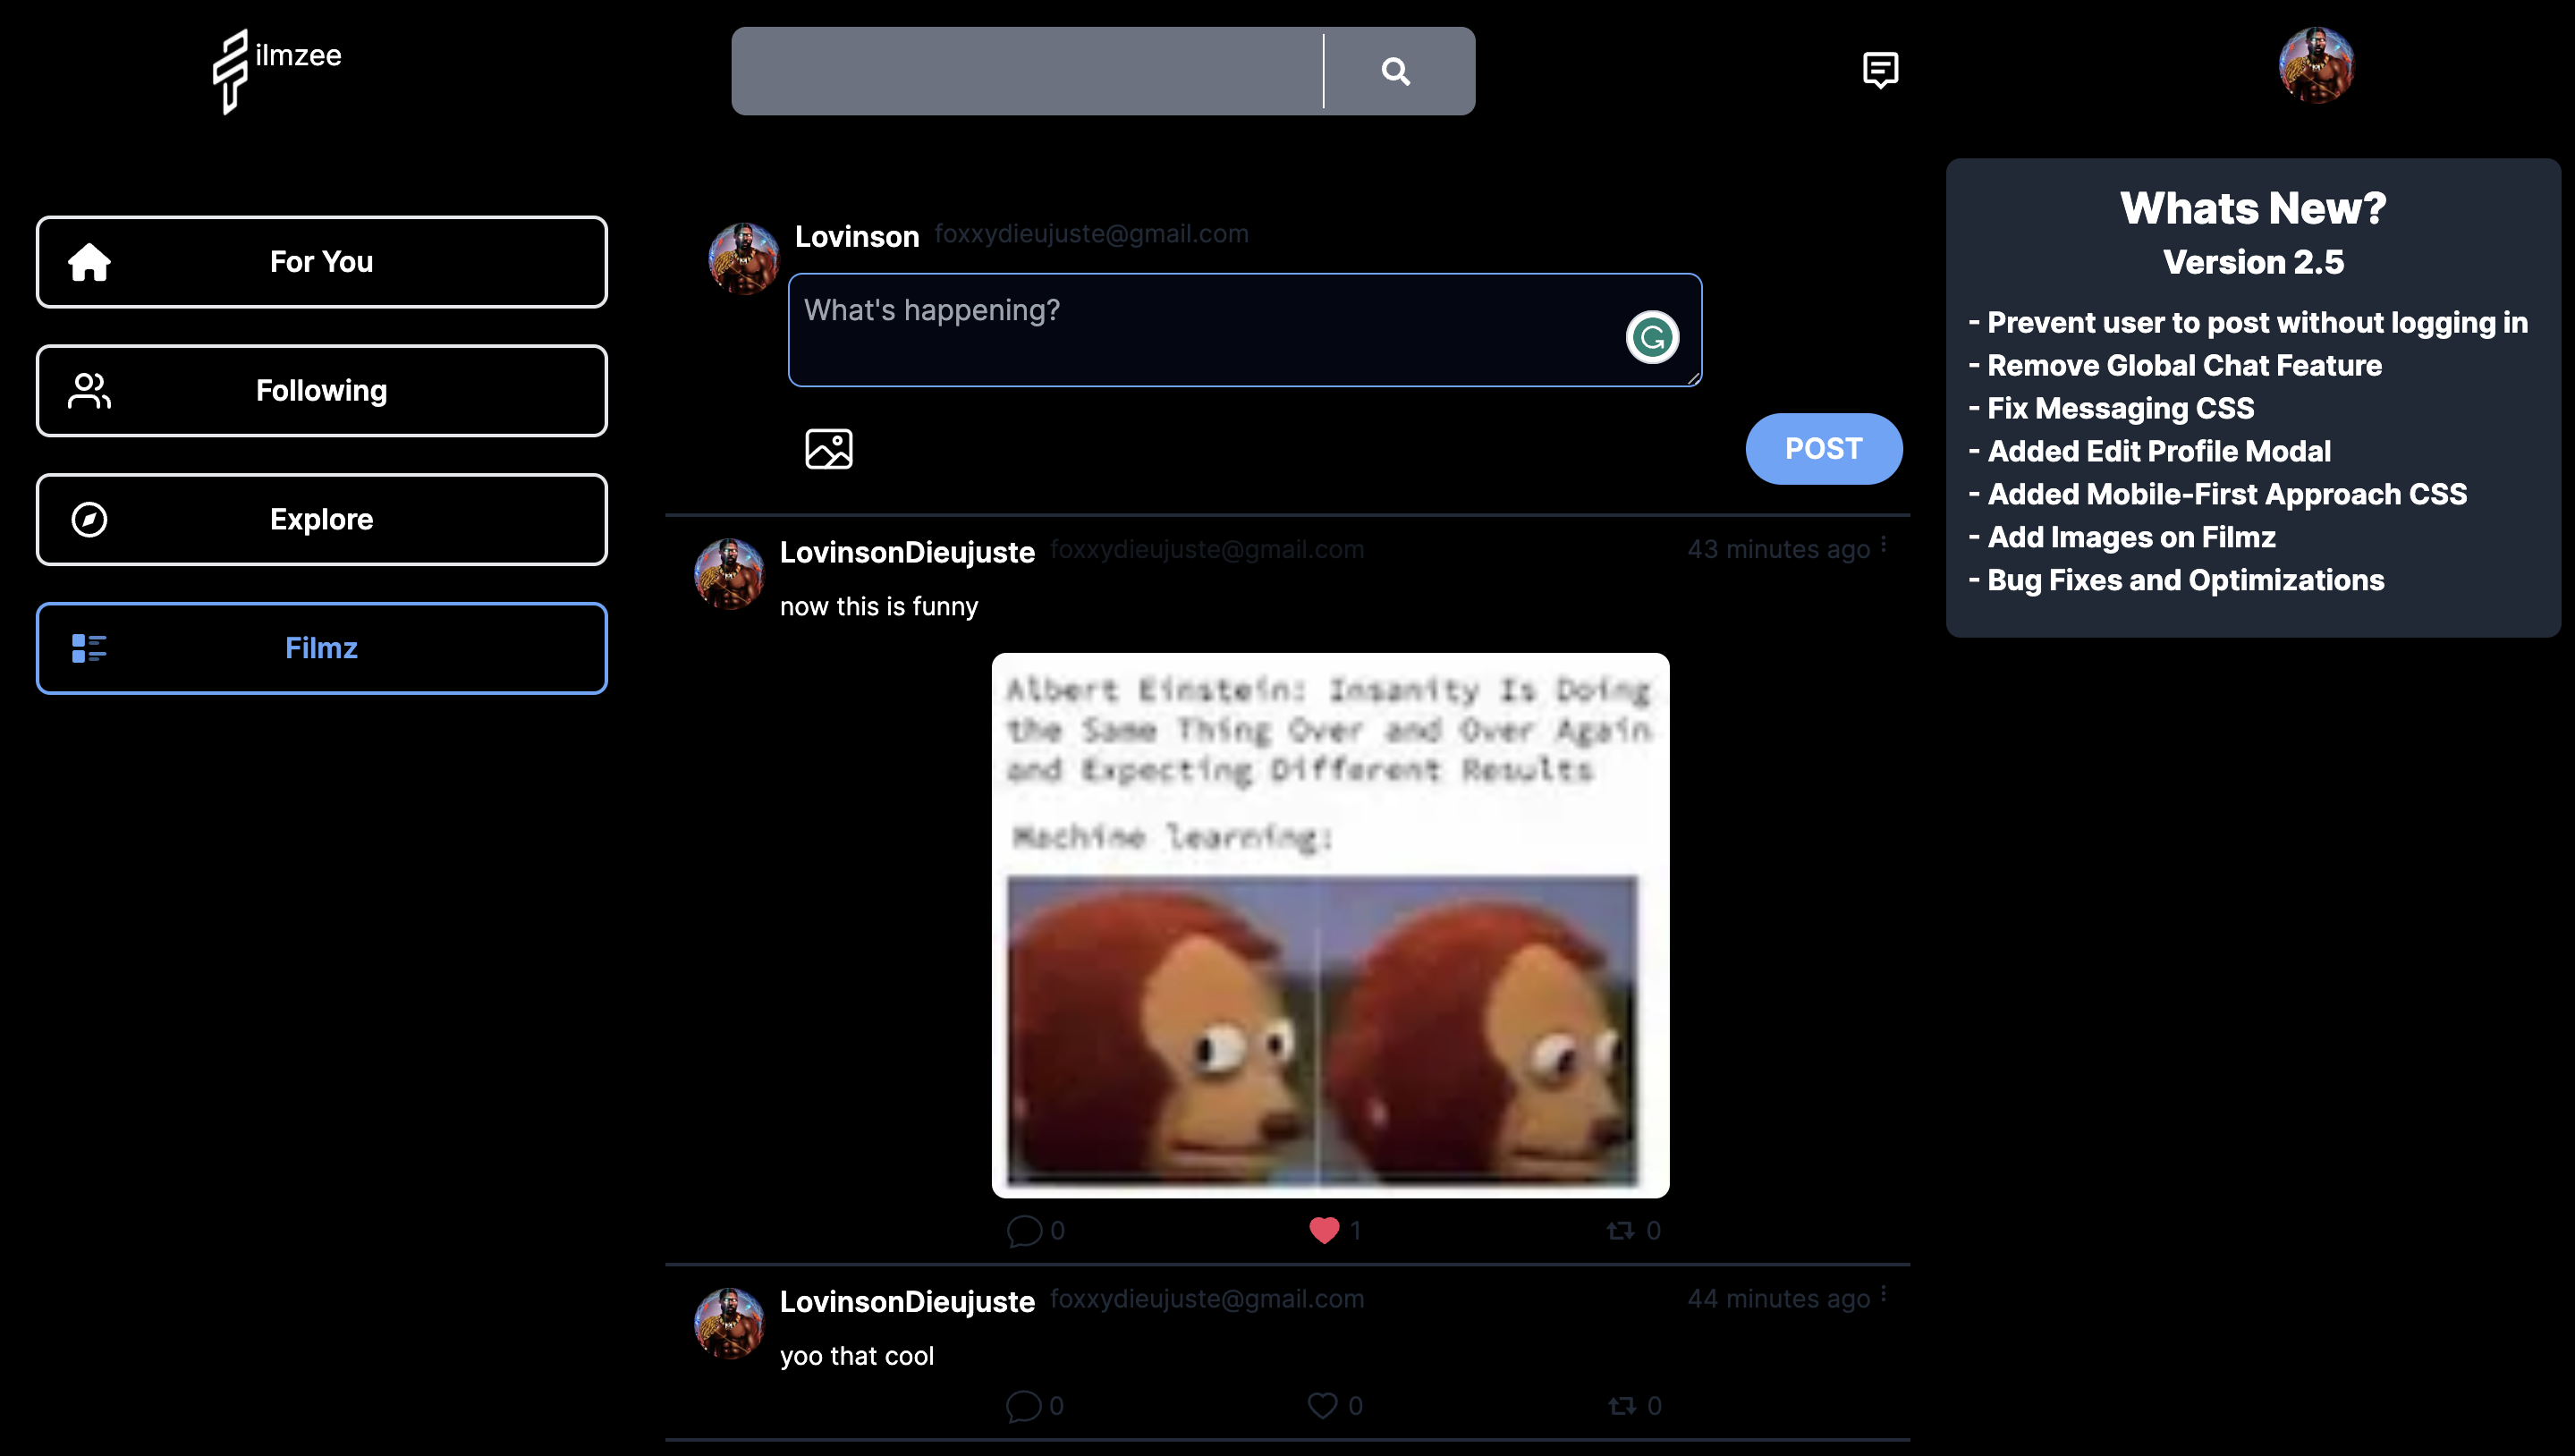 ilmzee
For You
Following
Explore
Filmz
Lovinson foxxydieujuste@gmail.com
What's happening?
POST
LovinsonDieujuste foxxydieujuste@gmail.com 43 minutes ago
now this is funny
Albert Einstein: Insanity Is Doing
the Same Thing Over and Over Again
and Expecting Different Results
Machine learning:
0 1 0
LovinsonDieujuste foxxydieujuste@gmail.com 44 minutes ago
yoo that cool
0 0 0
Whats New?
Version 2.5
- Prevent user to post without logging in
- Remove Global Chat Feature
- Fix Messaging CSS
- Added Edit Profile Modal
- Added Mobile-First Approach CSS
- Add Images on Filmz
- Bug Fixes and Optimizations